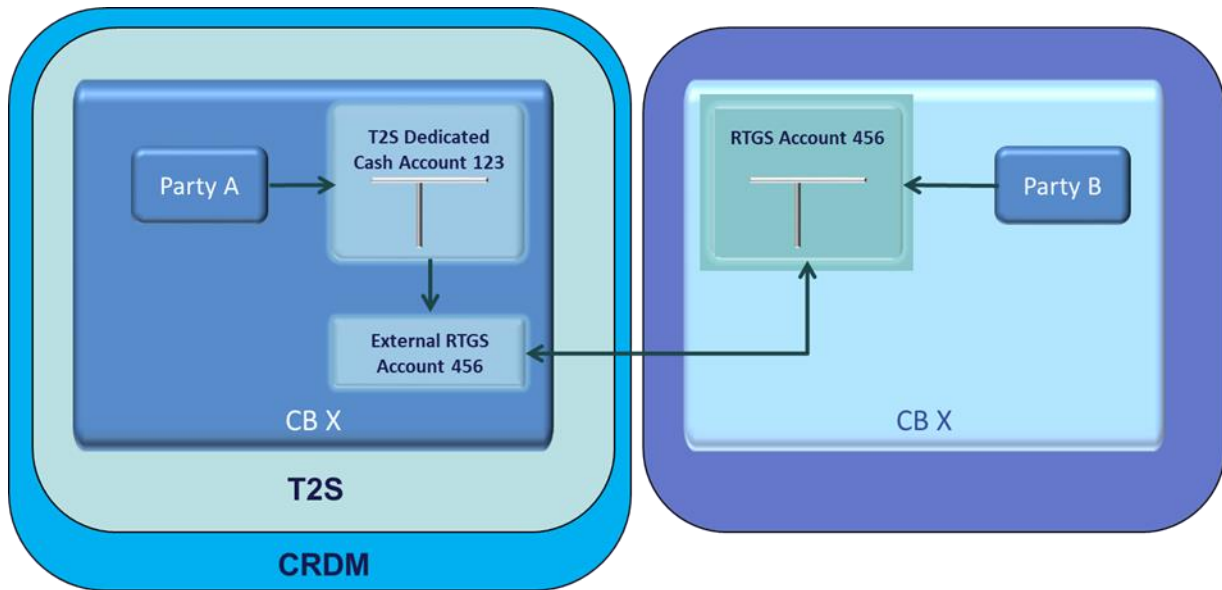 Party A
T2S Dedicated
Cash Account 123
External RTGS
Account 456
CB X
T2S
CRDM
RTGS Account 456
Party B
CB X